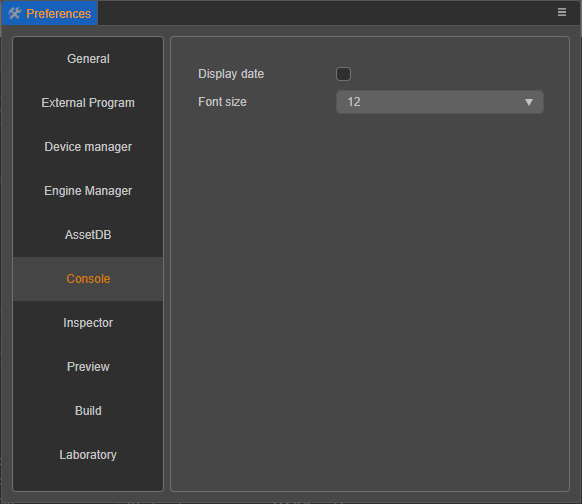 Preferences
General
External Program
Device manager
Engine Manager
AssetDB
Console
Inspector
Preview
Build
Laboratory
Display date
Font size
12